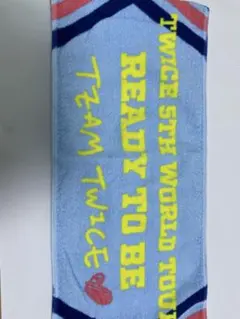 TWICE 5TH WORLD TOUR
READY TO BE
TEAM TWICE